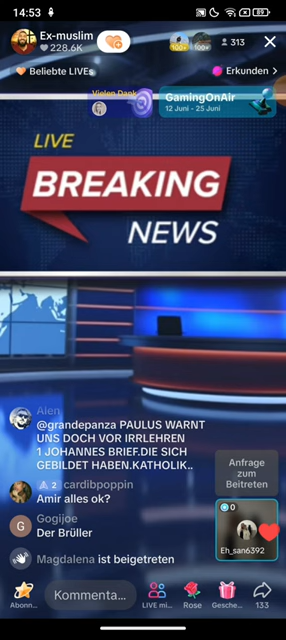 14:53
89
Ex-muslim
228.6K
100+
100+
313
Beliebte LIVEs
Erkunden
Vielen Dank
GamingOnAir
12 Juni - 25 Juni
LIVE
BREAKING
NEWS
Alen
@grandepanza PAULUS WARNT
UNS DOCH VOR IRRLEHREN
1 JOHANNES BRIEF.DIE SICH
GEBILDET HABEN.KATHOLIK..
2 cardibpoppin
Amir alles ok?
G
Gogijoe
Der Brüller
Magdalena ist beigetreten
Anfrage
zum
Beitreten
0
Eh_san6392
Kommenta...
Abonn...
LIVE mi...
Rose
Gesche...
133